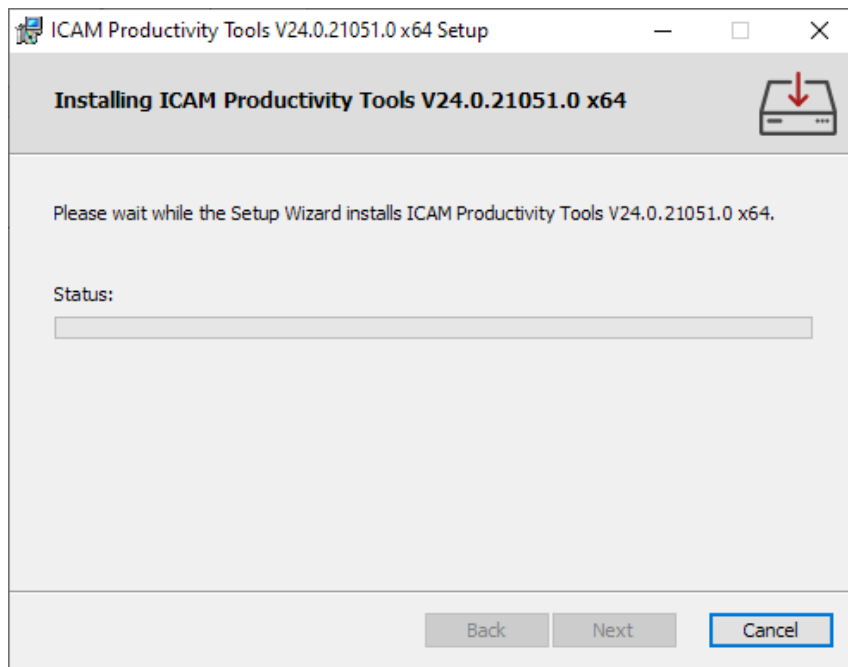 ICAM Productivity Tools V24.0.21051.0 x64 Setup
Installing ICAM Productivity Tools V24.0.21051.0 x64
Please wait while the Setup Wizard installs ICAM Productivity Tools V24.0.21051.0 x64.
Status:
Back Next Cancel